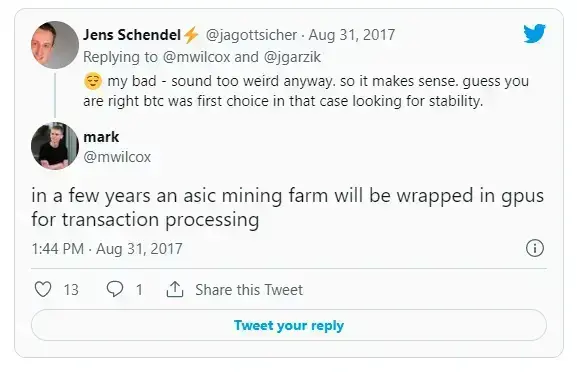 Jens Schendel⚡ @jagottsicher · Aug 31, 2017
Replying to @mwilcox and @jgarzik
😌 my bad - sound too weird anyway. so it makes sense. guess you
are right btc was first choice in that case looking for stability.
mark
@mwilcox
in a few years an asic mining farm will be wrapped in gpus
for transaction processing
1:44 PM · Aug 31, 2017
13 1 Share this Tweet
Tweet your reply